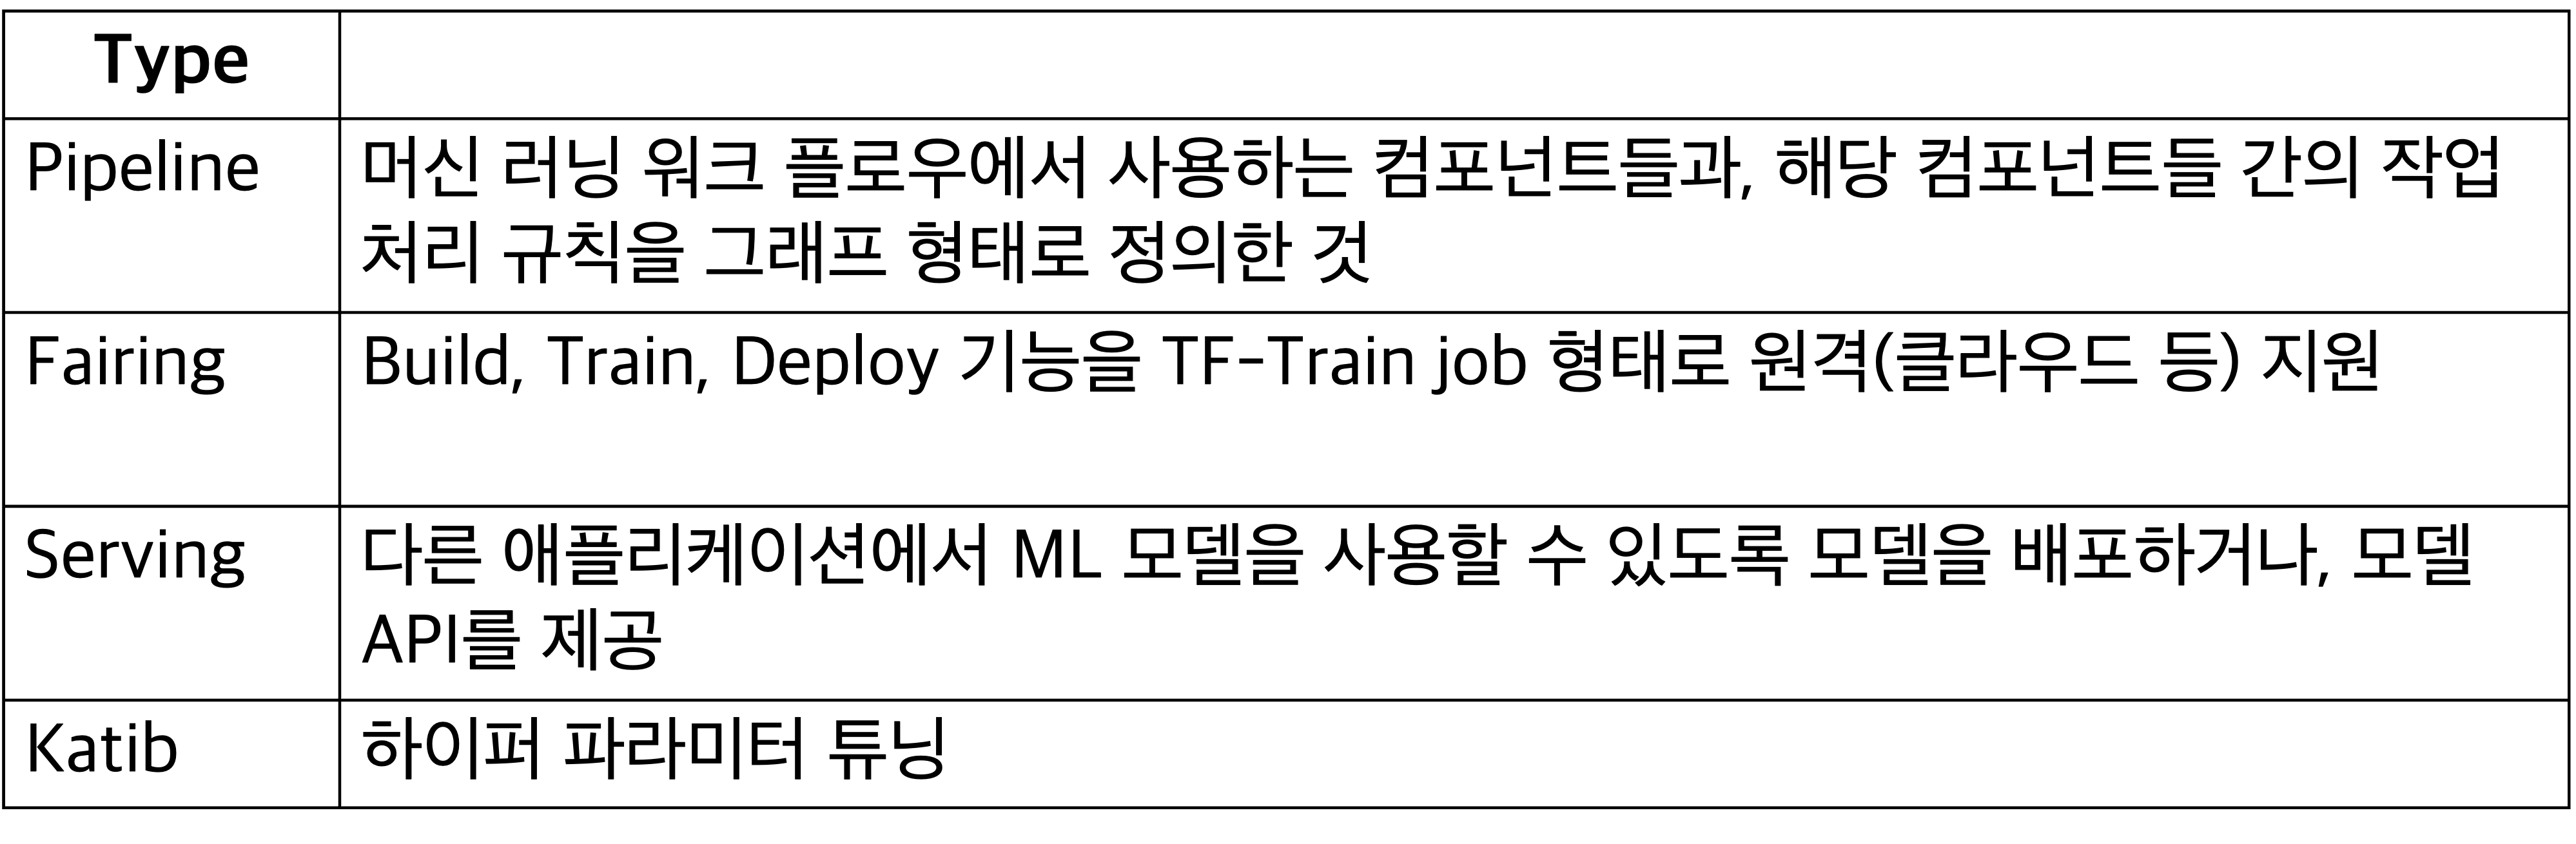 Type
Pipeline
머신 러닝 워크 플로우에서 사용하는 컴포넌트들과, 해당 컴포넌트들 간의 작업
처리 규칙을 그래프 형태로 정의한 것
Fairing
Build, Train, Deploy 기능을 TF-Train job 형태로 원격(클라우드 등) 지원
Serving
다른 애플리케이션에서 ML 모델을 사용할 수 있도록 모델을 배포하거나, 모델
API를 제공
Katib
하이퍼 파라미터 튜닝